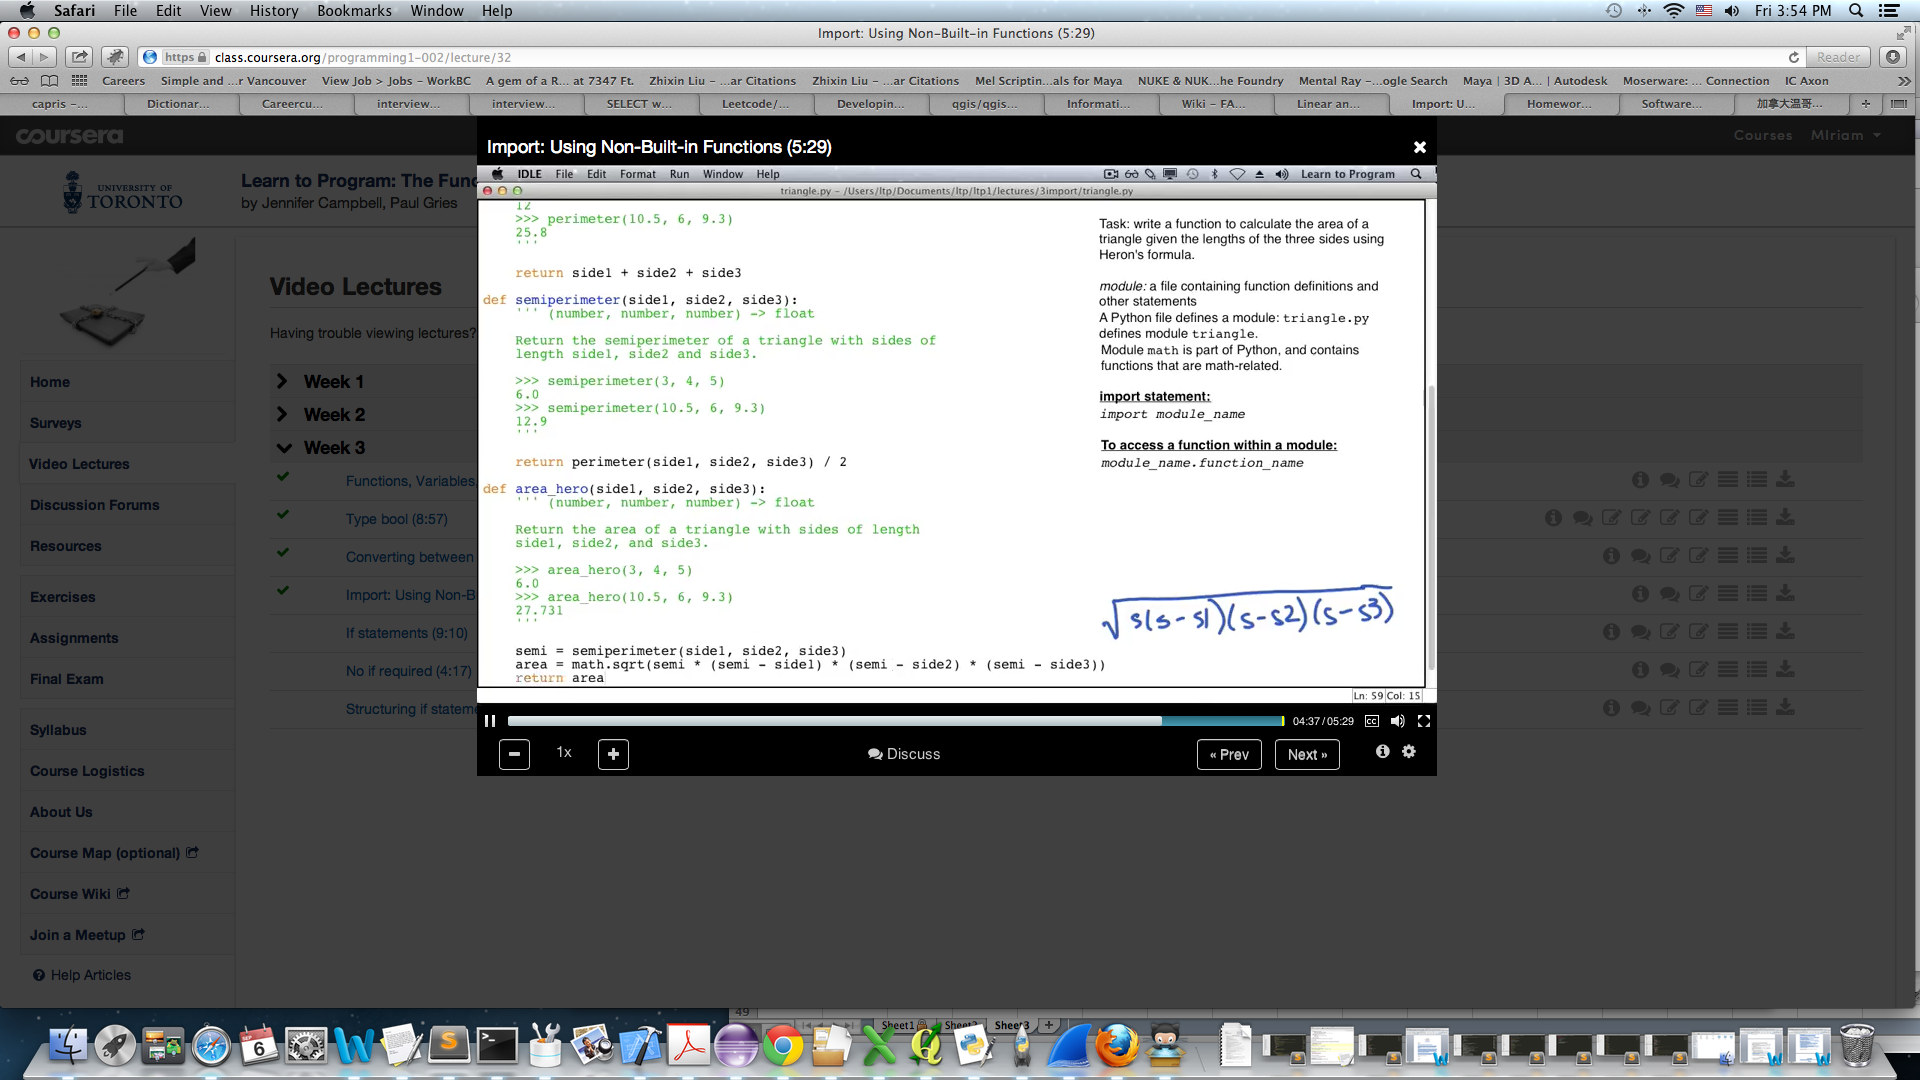 Safari File Edit View History Bookmarks Window Help Fri 3:54 PM
Import: Using Non-Built-in Functions (5:29)
https class.coursera.org/programming1-002/lecture/32 Reader
Careers Simple and ...r Vancouver View Job > Jobs - WorkBC A gem of a R... at 7347 Ft. Zhixin Liu - ...ar Citations Zhixin Liu - ...ar Citations Mel Scriptin...als for Maya NUKE & NUK...he Foundry Mental Ray -...ogle Search Maya | 3D A... | Autodesk Moserware: ... Connection IC Axon
capris -... Dictionar... Careercu... interview... interview... SELECT w... Leetcode/... Developin... qgis/qgis... Informati... Wiki - FA... Linear an... Import: U... Homewor... Software... 加拿大温哥...
coursera Courses MIriam
UNIVERSITY OF
TORONTO
Learn to Program: The Fun
by Jennifer Campbell, Paul Gries
Home
Surveys
Video Lectures
Discussion Forums
Resources
Exercises
Assignments
Final Exam
Syllabus
Course Logistics
About Us
Course Map (optional)
Course Wiki
Join a Meetup
Help Articles
Video Lectures
Having trouble viewing lectures?
Week 1
Week 2
Week 3
Functions, Variables,
Type bool (8:57)
Converting between
Import: Using Non-B
If statements (9:10)
No if required (4:17)
Structuring if stateme
Import: Using Non-Built-in Functions (5:29)
IDLE File Edit Format Run Window Help Learn to Program
triangle.py - /Users/ltp/Documents/ltp/ltp1/lectures/3import/triangle.py
12
>>> perimeter(10.5, 6, 9.3)
25.8
'''
return side1 + side2 + side3
def semiperimeter(side1, side2, side3):
''' (number, number, number) -> float
Return the semiperimeter of a triangle with sides of
length side1, side2 and side3.
>>> semiperimeter(3, 4, 5)
6.0
>>> semiperimeter(10.5, 6, 9.3)
12.9
'''
return perimeter(side1, side2, side3) / 2
def area_hero(side1, side2, side3):
''' (number, number, number) -> float
Return the area of a triangle with sides of length
side1, side2, and side3.
>>> area_hero(3, 4, 5)
6.0
>>> area_hero(10.5, 6, 9.3)
27.731
'''
semi = semiperimeter(side1, side2, side3)
area = math.sqrt(semi * (semi - side1) * (semi - side2) * (semi - side3))
return area
Task: write a function to calculate the area of a
triangle given the lengths of the three sides using
Heron's formula.
module: a file containing function definitions and
other statements
A Python file defines a module: triangle.py
defines module triangle.
Module math is part of Python, and contains
functions that are math-related.
import statement:
import module_name
To access a function within a module:
module_name.function_name
√s(s-s1)(s-s2)(s-s3)
Ln: 59 Col: 15
04:37 / 05:29 CC
1x Discuss « Prev Next »
49
Sheet1 Sheet2 Sheet3
SEP
6